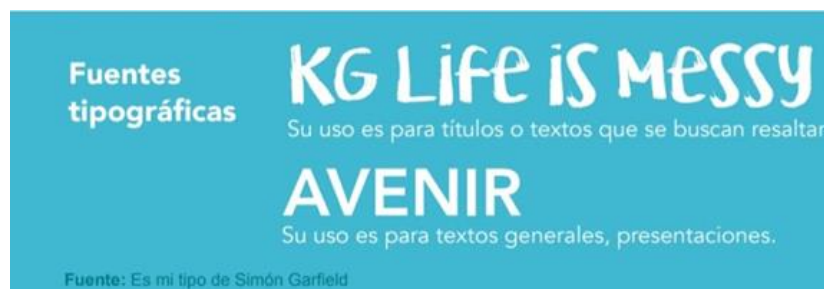 Fuentes
tipográficas
KG Life is Messy
Su uso es para títulos o textos que se buscan resaltar
AVENIR
Su uso es para textos generales, presentaciones.
Fuente: Es mi tipo de Simón Garfield